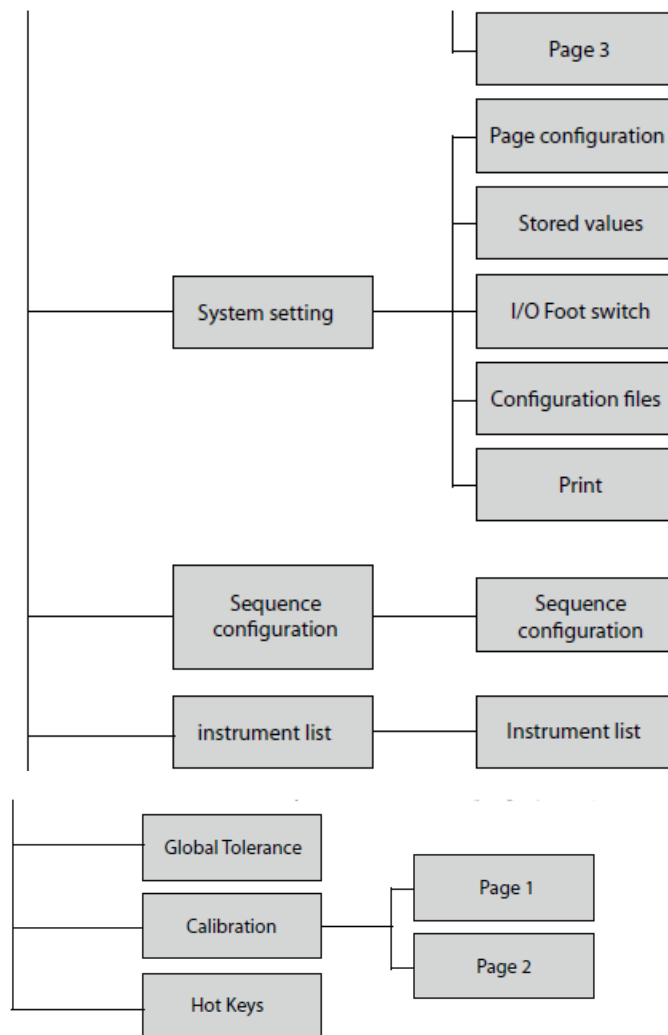 Page 3
Page configuration
Stored values
System setting
I/O Foot switch
Configuration files
Print
Sequence
configuration
Sequence
configuration
instrument list
Instrument list
Global Tolerance
Page 1
Calibration
Page 2
Hot Keys